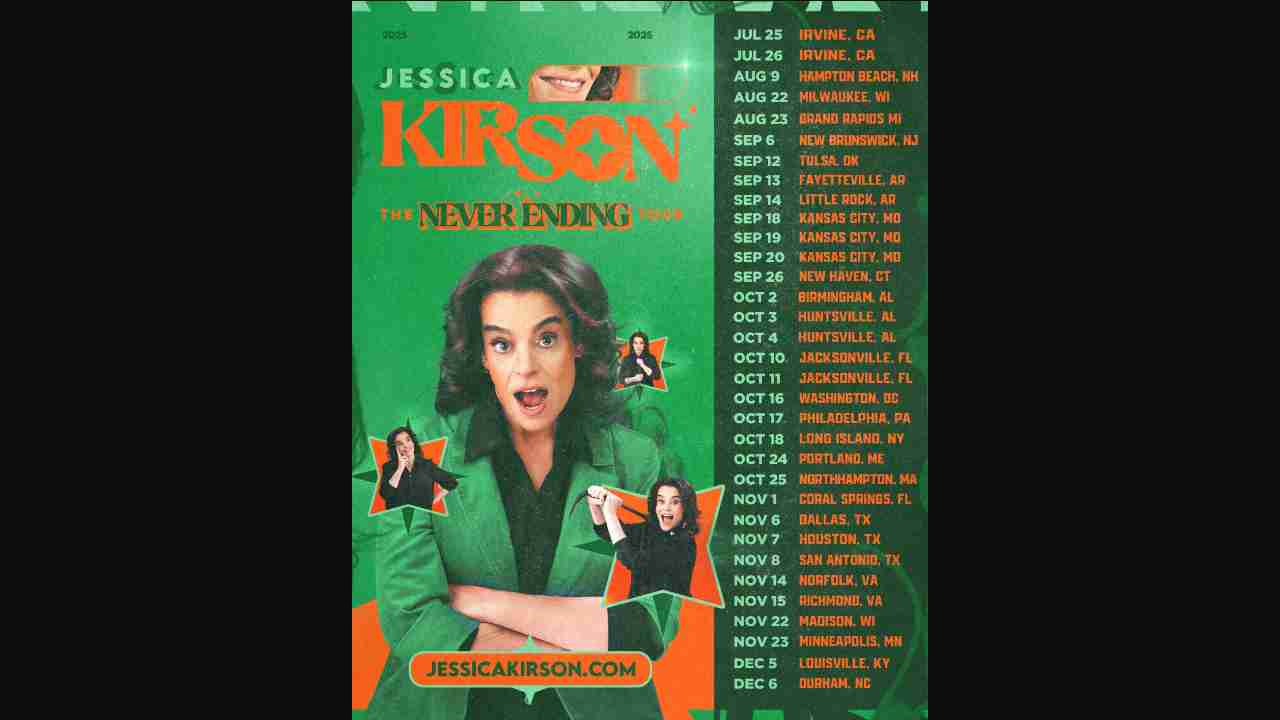 2025
2025
JESSICA
KIRSON
THE NEVER ENDING TOUR
JESSICAKIRSON.COM
JUL 25 IRVINE, CA
JUL 26 IRVINE, CA
AUG 9 HAMPTON BEACH, NH
AUG 22 MILWAUKEE, WI
AUG 23 GRAND RAPIDS MI
SEP 6 NEW BRUNSWICK, NJ
SEP 12 TULSA, OK
SEP 13 FAYETTEVILLE, AR
SEP 14 LITTLE ROCK, AR
SEP 18 KANSAS CITY, MO
SEP 19 KANSAS CITY, MO
SEP 20 KANSAS CITY, MO
SEP 26 NEW HAVEN, CT
OCT 2 BIRMINGHAM, AL
OCT 3 HUNTSVILLE, AL
OCT 4 HUNTSVILLE, AL
OCT 10 JACKSONVILLE, FL
OCT 11 JACKSONVILLE, FL
OCT 16 WASHINGTON, DC
OCT 17 PHILADELPHIA, PA
OCT 18 LONG ISLAND, NY
OCT 24 PORTLAND, ME
OCT 25 NORTHHAMPTON, MA
NOV 1 CORAL SPRINGS, FL
NOV 6 DALLAS, TX
NOV 7 HOUSTON, TX
NOV 8 SAN ANTONIO, TX
NOV 14 NORFOLK, VA
NOV 15 RICHMOND, VA
NOV 22 MADISON, WI
NOV 23 MINNEAPOLIS, MN
DEC 5 LOUISVILLE, KY
DEC 6 DURHAM, NC